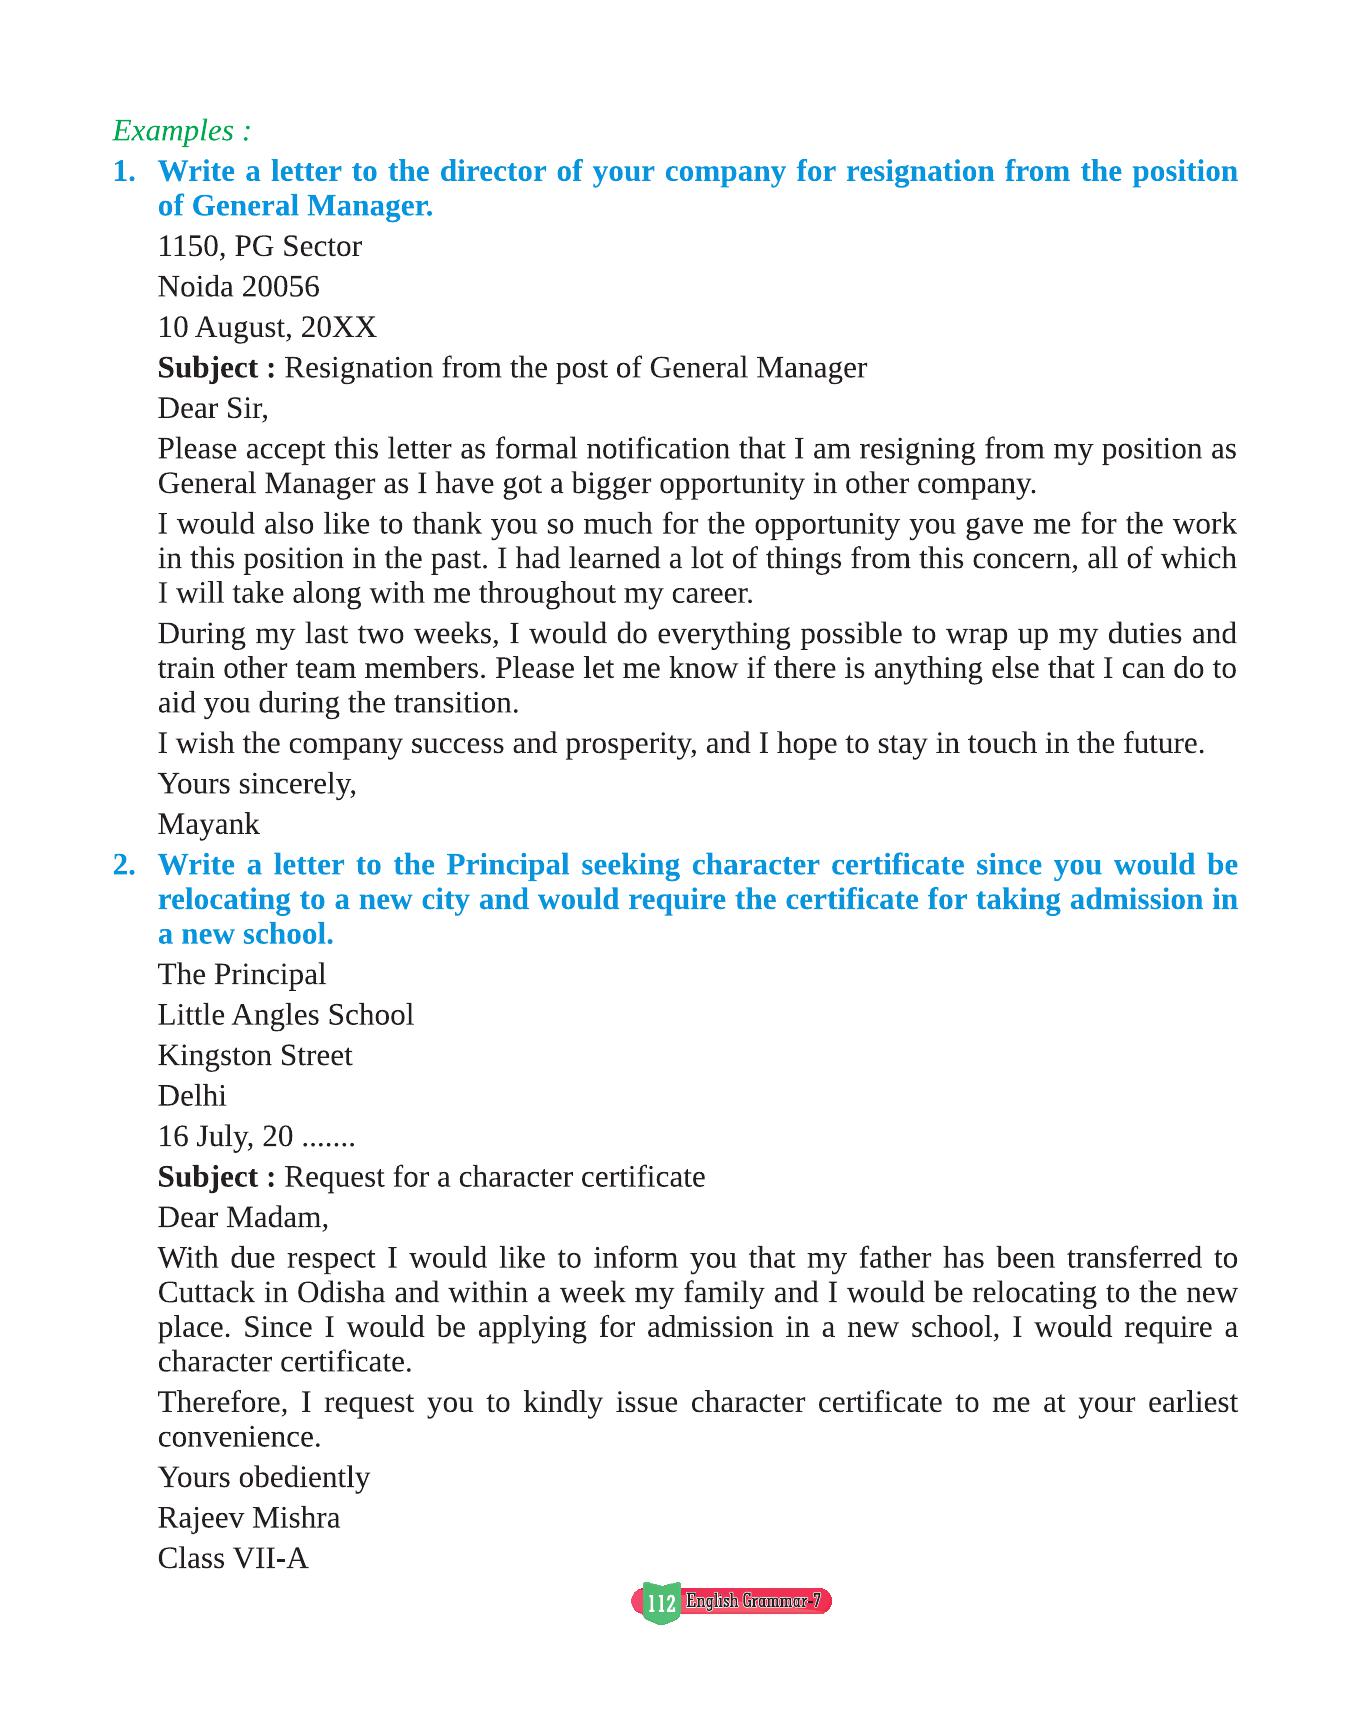 Examples :
1. Write a letter to the director of your company for resignation from the position
of General Manager.
1150, PG Sector
Noida 20056
10 August, 20XX
Subject : Resignation from the post of General Manager
Dear Sir,
Please accept this letter as formal notification that I am resigning from my position as
General Manager as I have got a bigger opportunity in other company.
I would also like to thank you so much for the opportunity you gave me for the work
in this position in the past. I had learned a lot of things from this concern, all of which
I will take along with me throughout my career.
During my last two weeks, I would do everything possible to wrap up my duties and
train other team members. Please let me know if there is anything else that I can do to
aid you during the transition.
I wish the company success and prosperity, and I hope to stay in touch in the future.
Yours sincerely,
Mayank
2. Write a letter to the Principal seeking character certificate since you would be
relocating to a new city and would require the certificate for taking admission in
a new school.
The Principal
Little Angles School
Kingston Street
Delhi
16 July, 20 .......
Subject : Request for a character certificate
Dear Madam,
With due respect I would like to inform you that my father has been transferred to
Cuttack in Odisha and within a week my family and I would be relocating to the new
place. Since I would be applying for admission in a new school, I would require a
character certificate.
Therefore, I request you to kindly issue character certificate to me at your earliest
convenience.
Yours obediently
Rajeev Mishra
Class VII-A
112 English Grammar-7